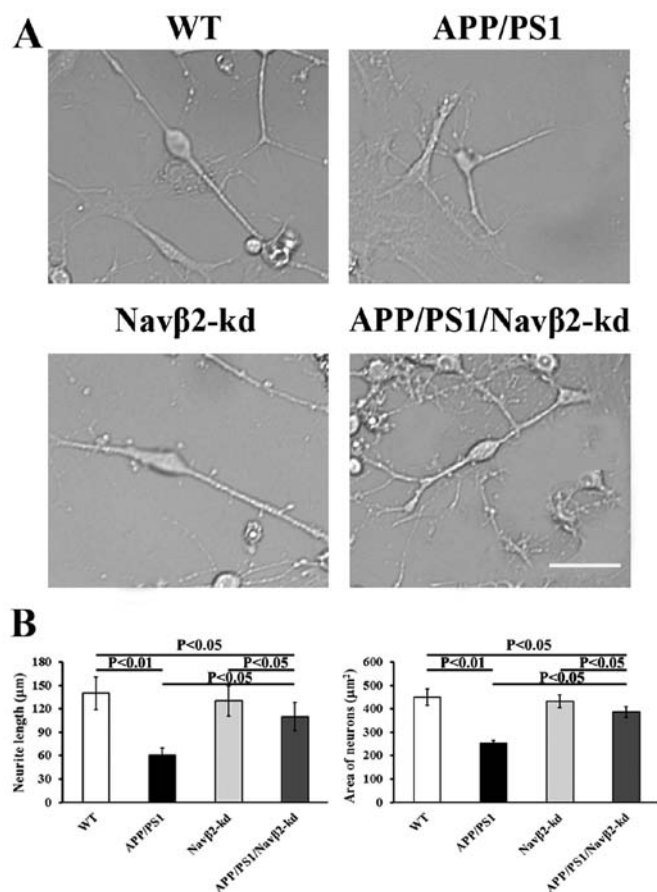 A
WT
APP/PS1
Navβ2-kd
APP/PS1/Navβ2-kd
B
P<0.05
P<0.01
P<0.05
P<0.05
180
150
120
90
60
30
0
Neurite length (μm)
WT
APP/PS1
Navβ2-kd
APP/PS1/Navβ2-kd
P<0.05
P<0.01
P<0.05
P<0.05
600
500
400
300
200
100
0
Area of neurons (μm²)
WT
APP/PS1
Navβ2-kd
APP/PS1/Navβ2-kd